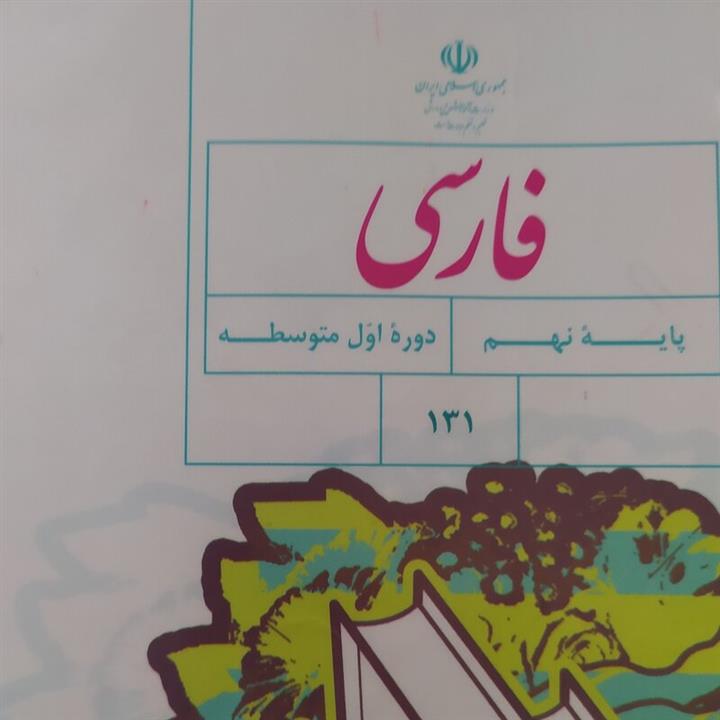 جمهوری اسلامی ایران
فارسی
پایهٔ نهم
دورهٔ اوّل متوسطه
۱۳۱